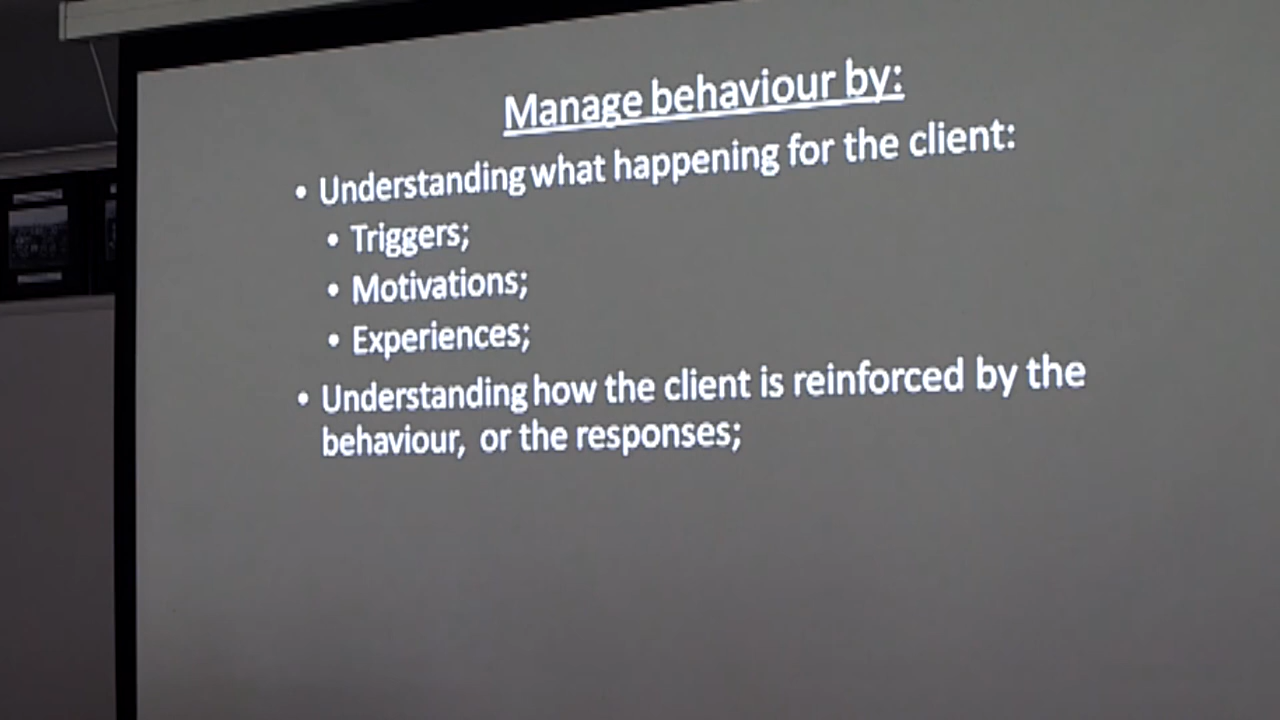 Manage behaviour by:
• Understanding what happening for the client:
• Triggers;
• Motivations;
• Experiences;
• Understanding how the client is reinforced by the
behaviour, or the responses;